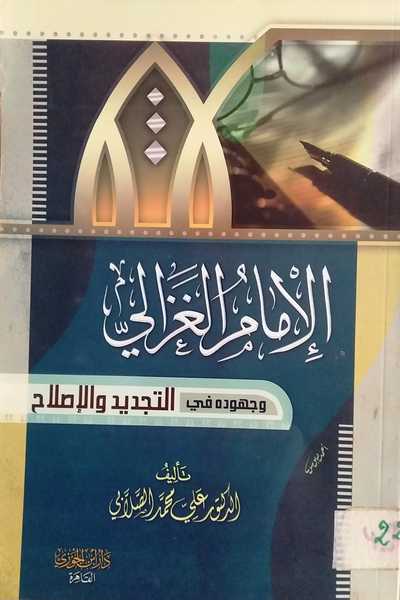 الإمام الغزالي
وجهوده في التجديد والإصلاح
تأليف
الدكتور علي محمد الصلابي
دار ابن الجوزي
القاهرة